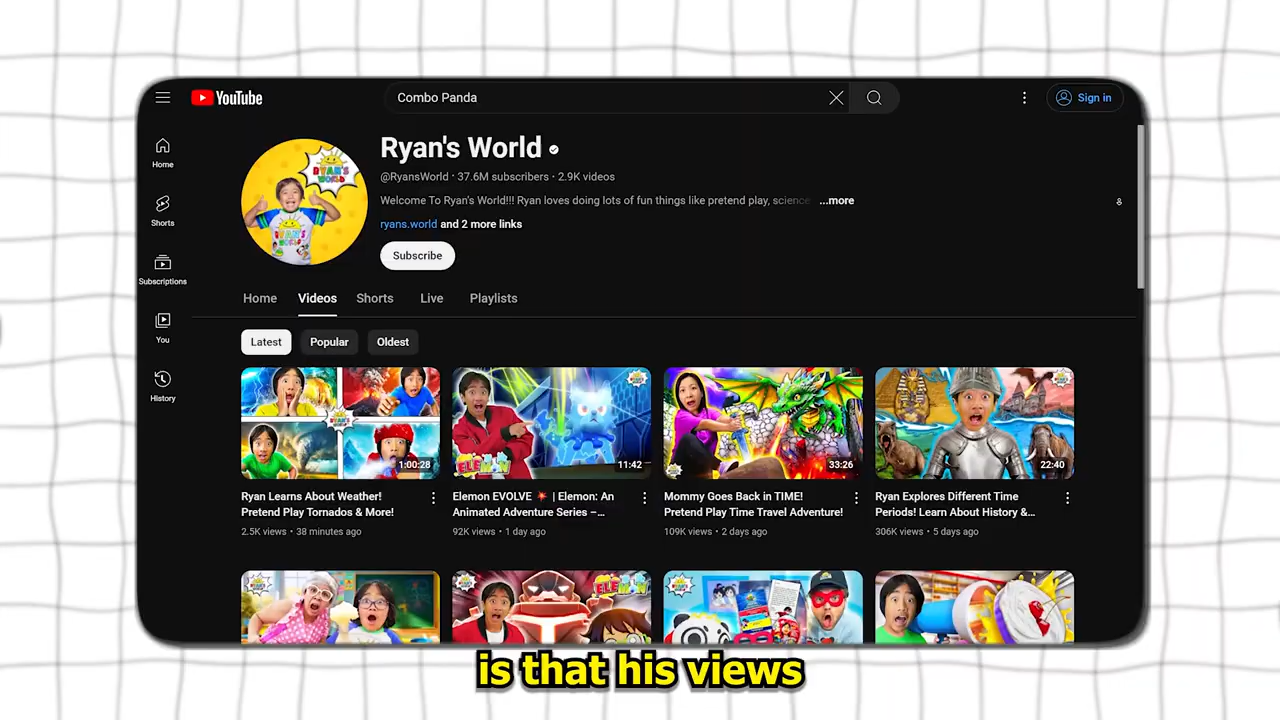 YouTube
Combo Panda
Sign in
Home
Shorts
Subscriptions
You
History
RYAN'S WORLD
Ryan's World
@RyansWorld · 37.6M subscribers · 2.9K videos
Welcome To Ryan's World!!! Ryan loves doing lots of fun things like pretend play, science ...more
ryans.world and 2 more links
Subscribe
Home Videos Shorts Live Playlists
Latest Popular Oldest
1:00:28
Ryan Learns About Weather!
Pretend Play Tornados & More!
2.5K views • 38 minutes ago
ELEMON
11:42
Elemon EVOLVE 💥 | Elemon: An
Animated Adventure Series –...
92K views • 1 day ago
33:26
Mommy Goes Back in TIME!
Pretend Play Time Travel Adventure!
109K views • 2 days ago
22:40
Ryan Explores Different Time
Periods! Learn About History &...
306K views • 5 days ago
ELEMON
is that his views